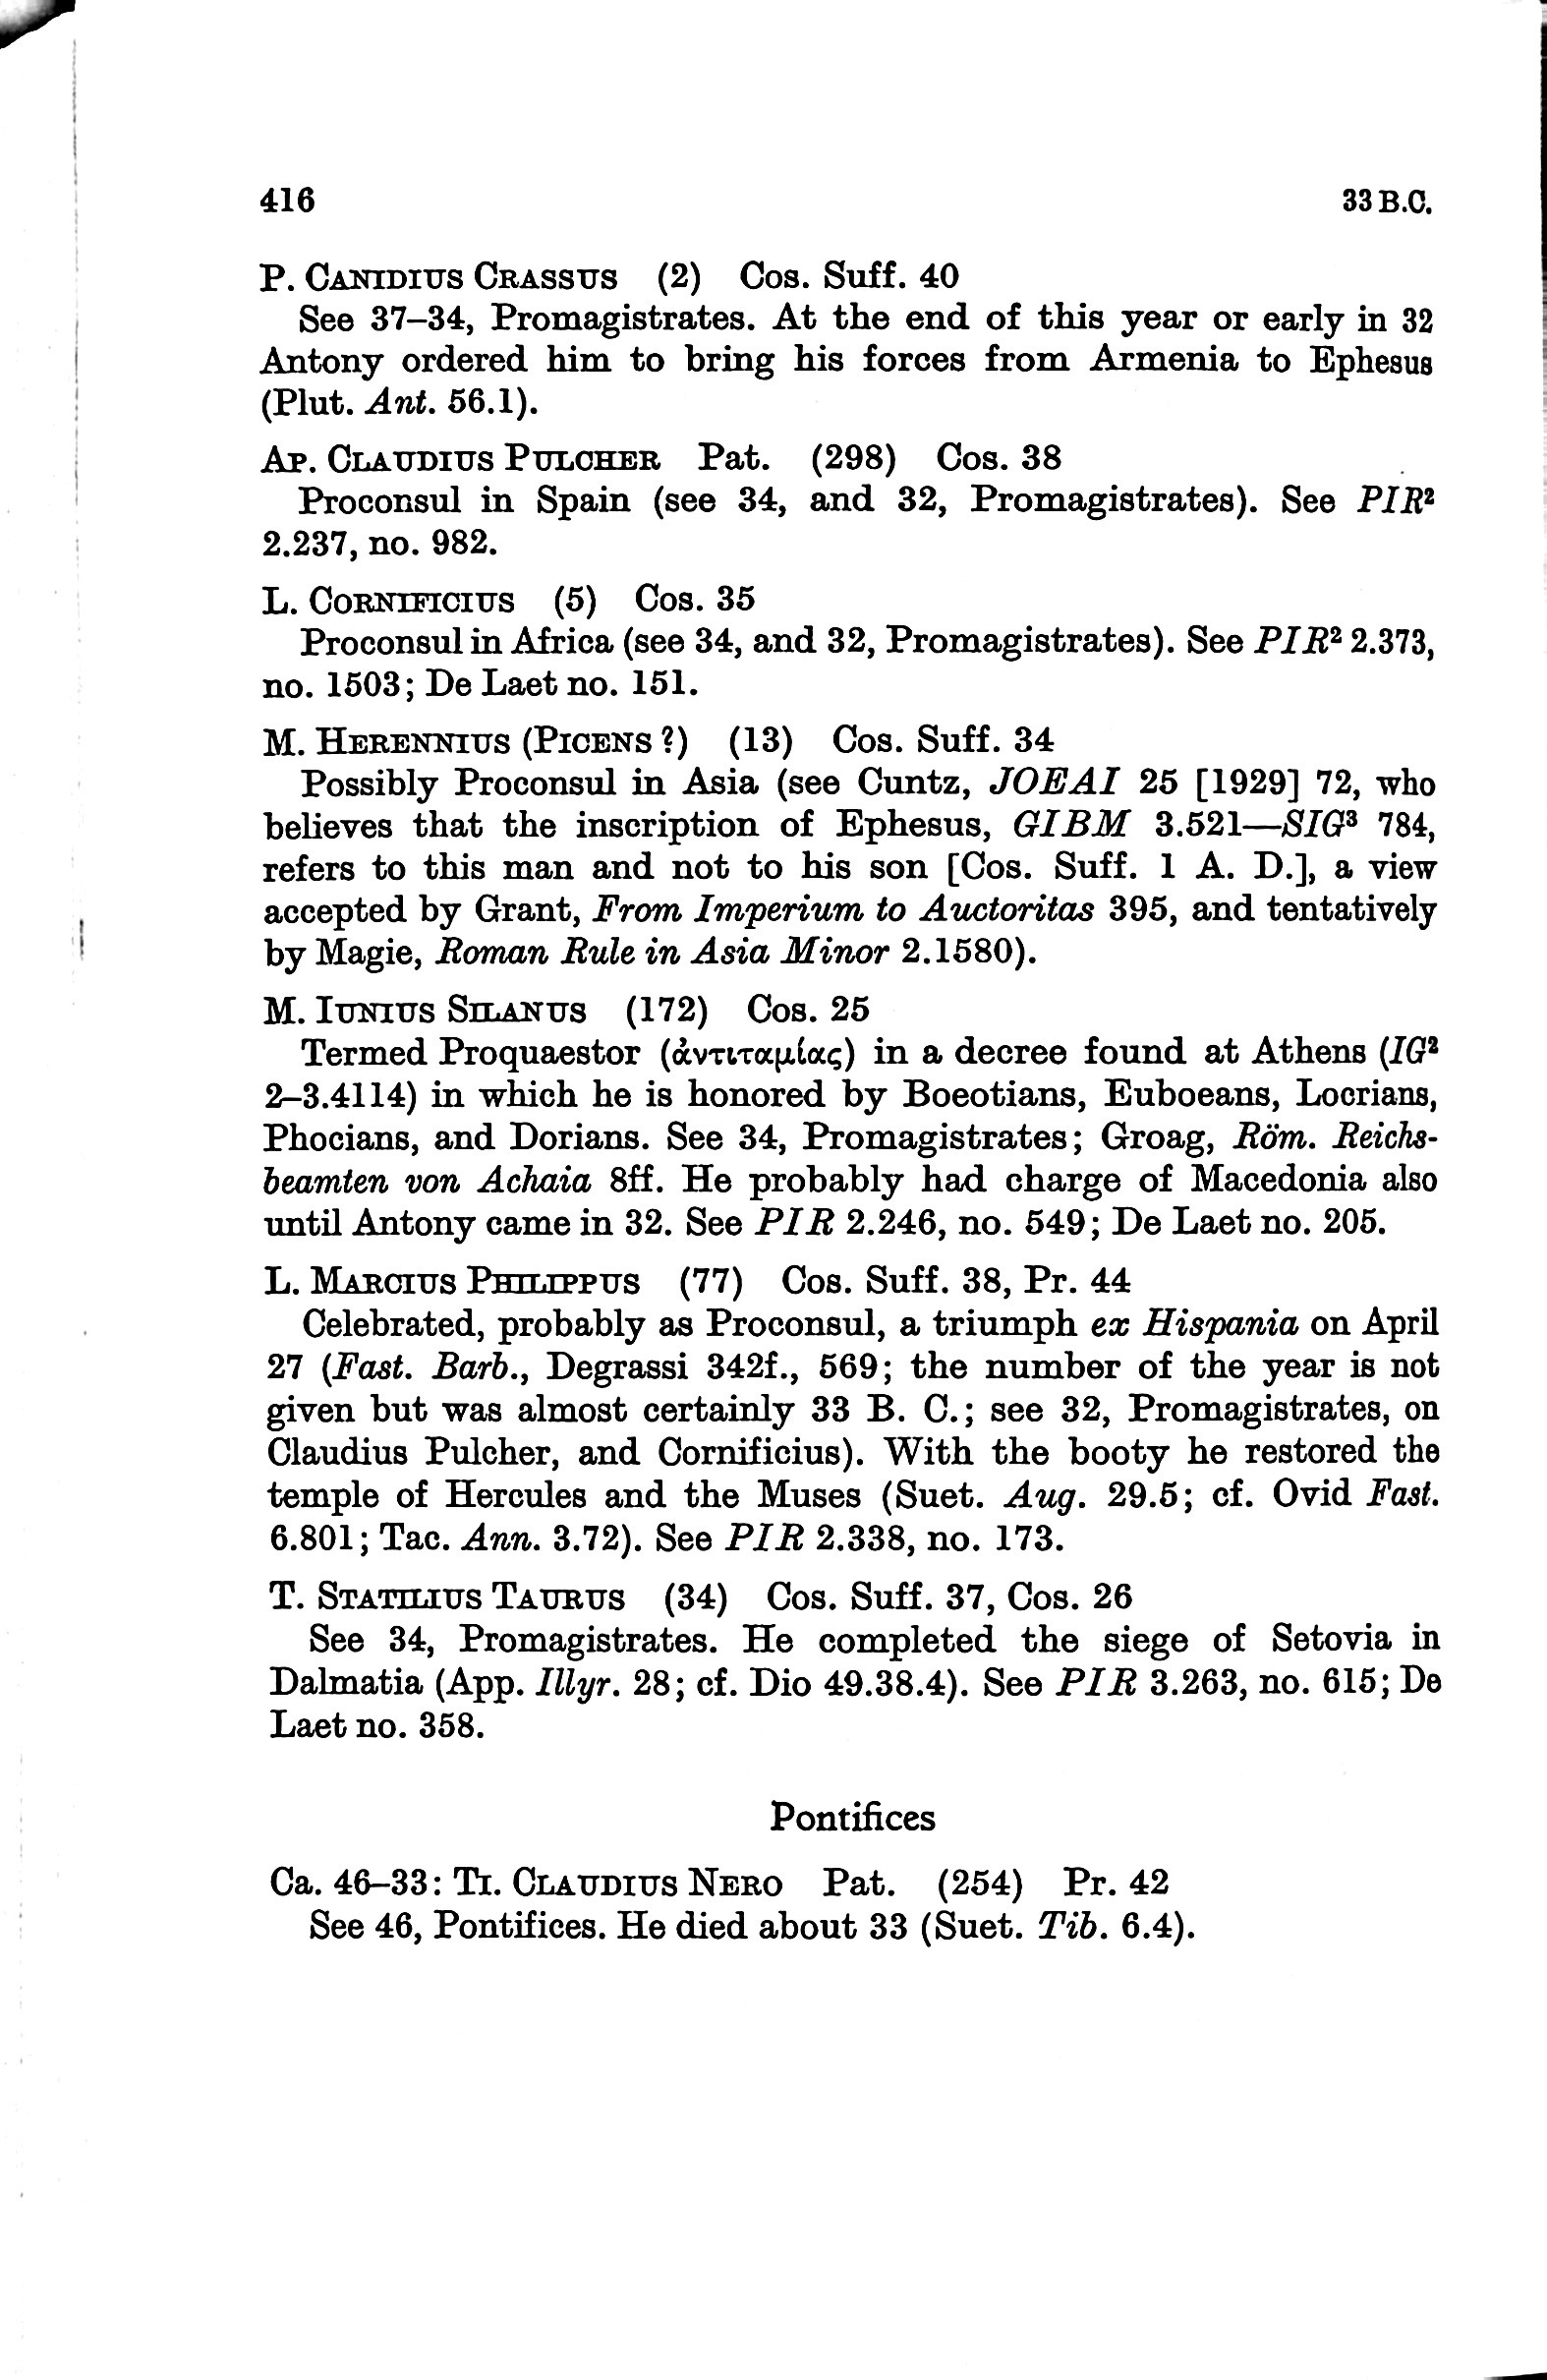 416 33 B.C.
P. CANIDIUS CRASSUS (2) Cos. Suff. 40
See 37–34, Promagistrates. At the end of this year or early in 32
Antony ordered him to bring his forces from Armenia to Ephesus
(Plut. Ant. 56.1).
AP. CLAUDIUS PULCHER Pat. (298) Cos. 38
Proconsul in Spain (see 34, and 32, Promagistrates). See PIR²
2.237, no. 982.
L. CORNIFICIUS (5) Cos. 35
Proconsul in Africa (see 34, and 32, Promagistrates). See PIR² 2.373,
no. 1503; De Laet no. 151.
M. HERENNIUS (PICENS ?) (13) Cos. Suff. 34
Possibly Proconsul in Asia (see Cuntz, JOEAI 25 [1929] 72, who
believes that the inscription of Ephesus, GIBM 3.521—SIG³ 784,
refers to this man and not to his son [Cos. Suff. 1 A. D.], a view
accepted by Grant, From Imperium to Auctoritas 395, and tentatively
by Magie, Roman Rule in Asia Minor 2.1580).
M. IUNIUS SILANUS (172) Cos. 25
Termed Proquaestor (ἀντιταμίας) in a decree found at Athens (IG²
2–3.4114) in which he is honored by Boeotians, Euboeans, Locrians,
Phocians, and Dorians. See 34, Promagistrates; Groag, Röm. Reichs-
beamten von Achaia 8ff. He probably had charge of Macedonia also
until Antony came in 32. See PIR 2.246, no. 549; De Laet no. 205.
L. MARCIUS PHILIPPUS (77) Cos. Suff. 38, Pr. 44
Celebrated, probably as Proconsul, a triumph ex Hispania on April
27 (Fast. Barb., Degrassi 342f., 569; the number of the year is not
given but was almost certainly 33 B. C.; see 32, Promagistrates, on
Claudius Pulcher, and Cornificius). With the booty he restored the
temple of Hercules and the Muses (Suet. Aug. 29.5; cf. Ovid Fast.
6.801; Tac. Ann. 3.72). See PIR 2.338, no. 173.
T. STATILIUS TAURUS (34) Cos. Suff. 37, Cos. 26
See 34, Promagistrates. He completed the siege of Setovia in
Dalmatia (App. Illyr. 28; cf. Dio 49.38.4). See PIR 3.263, no. 615; De
Laet no. 358.
Pontifices
Ca. 46–33: TI. CLAUDIUS NERO Pat. (254) Pr. 42
See 46, Pontifices. He died about 33 (Suet. Tib. 6.4).